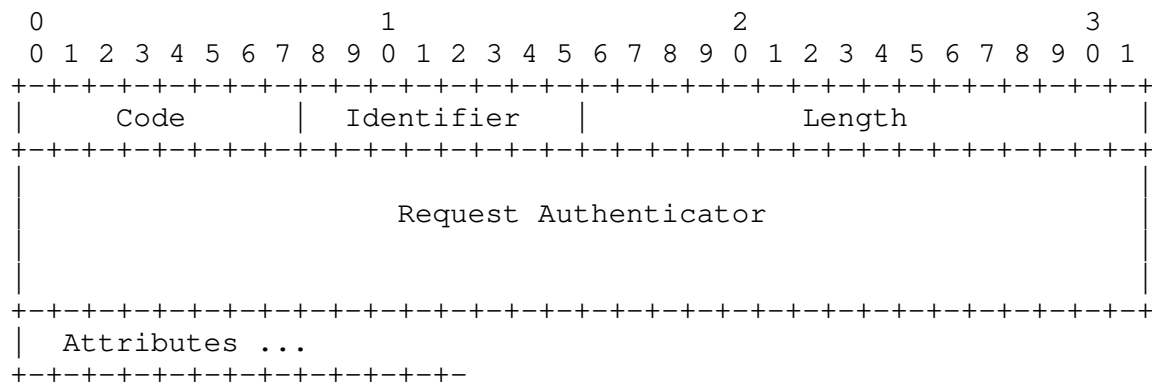 0                   1                   2                   3
 0 1 2 3 4 5 6 7 8 9 0 1 2 3 4 5 6 7 8 9 0 1 2 3 4 5 6 7 8 9 0 1
+-+-+-+-+-+-+-+-+-+-+-+-+-+-+-+-+-+-+-+-+-+-+-+-+-+-+-+-+-+-+-+-+
|     Code      |  Identifier   |            Length             |
+-+-+-+-+-+-+-+-+-+-+-+-+-+-+-+-+-+-+-+-+-+-+-+-+-+-+-+-+-+-+-+-+
|                                                               |
|                     Request Authenticator                     |
|                                                               |
|                                                               |
+-+-+-+-+-+-+-+-+-+-+-+-+-+-+-+-+-+-+-+-+-+-+-+-+-+-+-+-+-+-+-+-+
|  Attributes ...
+-+-+-+-+-+-+-+-+-+-+-+-+-